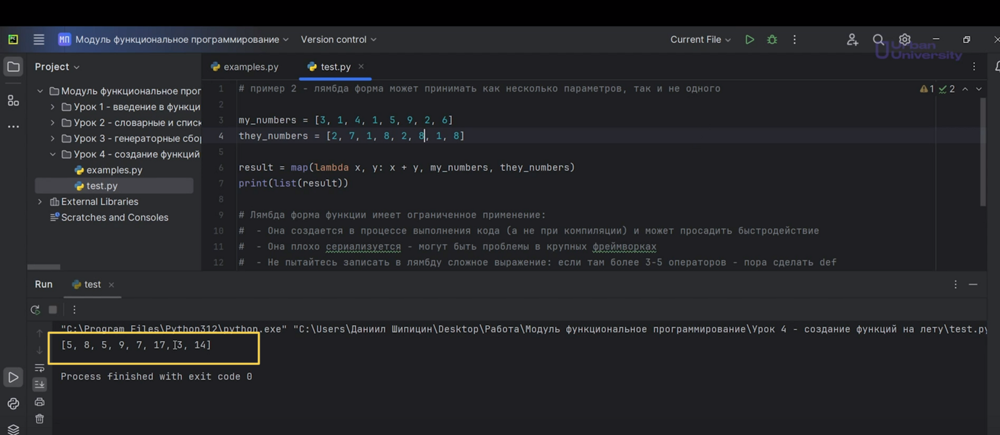 МП Модуль функциональное программирование Version control Current File
Urban
University
Project examples.py test.py
1 # пример 2 - лямбда форма может принимать как несколько параметров, так и не одного
1 2
2
3 my_numbers = [3, 1, 4, 1, 5, 9, 2, 6]
4 they_numbers = [2, 7, 1, 8, 2, 8, 1, 8]
5
6 result = map(lambda x, y: x + y, my_numbers, they_numbers)
7 print(list(result))
8
9 # Лямбда форма функции имеет ограниченное применение:
10 # - Она создается в процессе выполнения кода (а не при компиляции) и может просадить быстродействие
11 # - Она плохо сериализуется - могут быть проблемы в крупных фреймворках
12 # - Не пытайтесь записать в лямбду сложное выражение: если там более 3-5 операторов - пора сделать def
Модуль функциональное прог
Урок 1 - введение в функци
Урок 2 - словарные и списк
Урок 3 - генераторные сбор
Урок 4 - создание функций
examples.py
test.py
External Libraries
Scratches and Consoles
Run test
"C:\Program Files\Python312\python.exe" "C:\Users\Даниил Шипицин\Desktop\Работа\Модуль функциональное программирование\Урок 4 - создание функций на лету\test.py
[5, 8, 5, 9, 7, 17, 3, 14]
Process finished with exit code 0